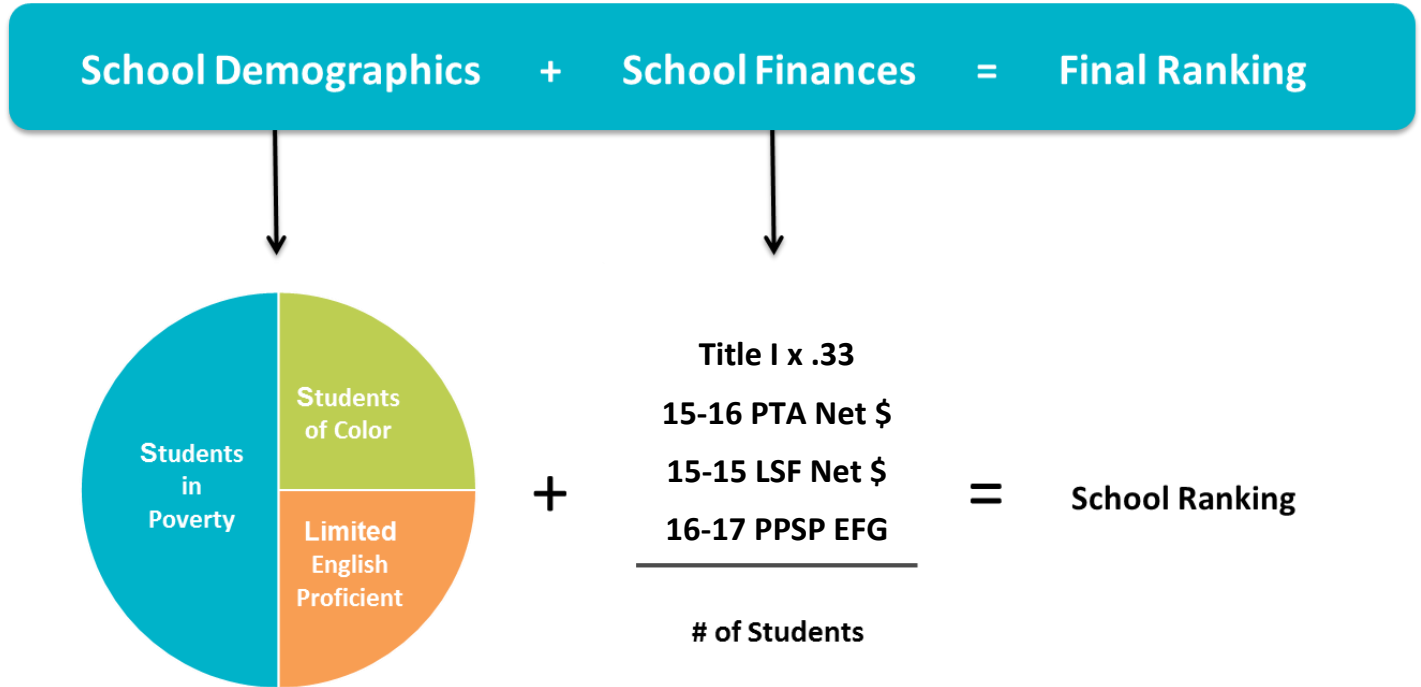 School Demographics + School Finances = Final Ranking
Students
in
Poverty
Students
of Color
Limited
English
Proficient
+
Title I x .33
15-16 PTA Net $
15-15 LSF Net $
16-17 PPSP EFG
# of Students
=
School Ranking